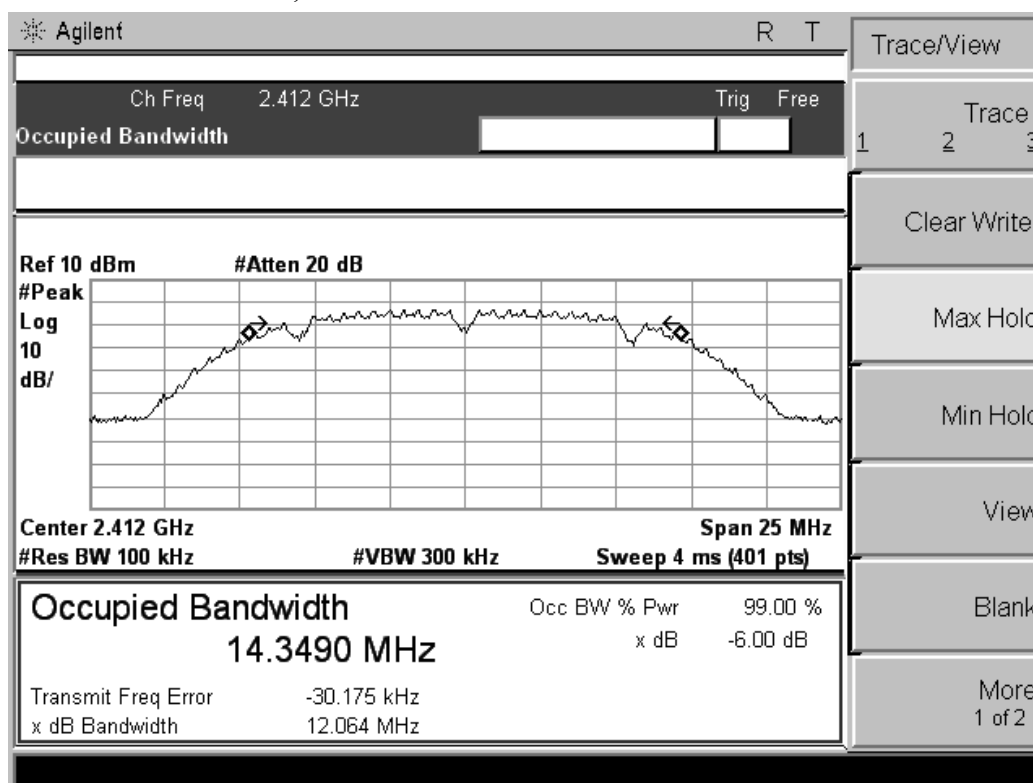 Agilent R T
Trace/View
Ch Freq 2.412 GHz Trig Free
Occupied Bandwidth
Trace
1 2 3
Clear Write
Ref 10 dBm #Atten 20 dB
#Peak
Log
10
dB/
Max Hold
Min Hold
Center 2.412 GHz Span 25 MHz
#Res BW 100 kHz #VBW 300 kHz Sweep 4 ms (401 pts)
View
Occupied Bandwidth
14.3490 MHz
Occ BW % Pwr 99.00 %
x dB -6.00 dB
Transmit Freq Error -30.175 kHz
x dB Bandwidth 12.064 MHz
Blank
More
1 of 2